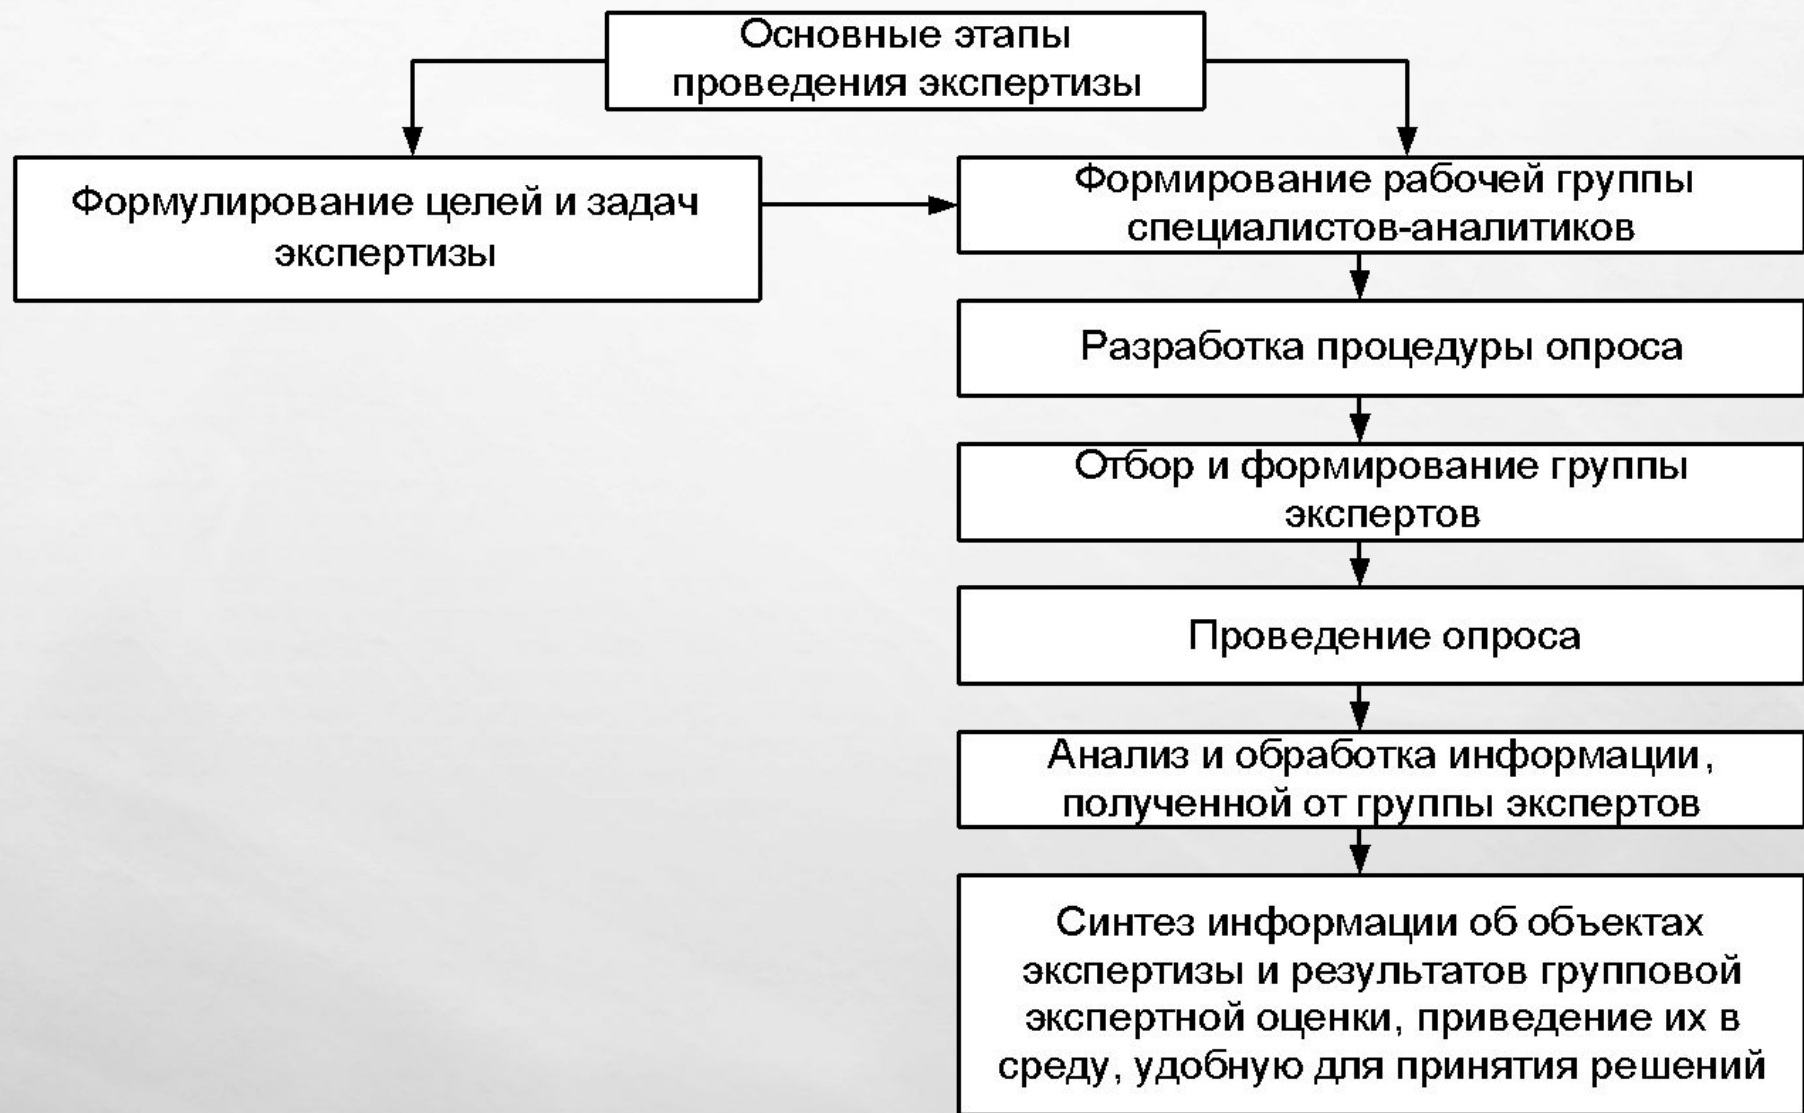 Основные этапы
проведения экспертизы
Формулирование целей и задач
экспертизы
Формирование рабочей группы
специалистов-аналитиков
Разработка процедуры опроса
Отбор и формирование группы
экспертов
Проведение опроса
Анализ и обработка информации,
полученной от группы экспертов
Синтез информации об объектах
экспертизы и результатов групповой
экспертной оценки, приведение их в
среду, удобную для принятия решений